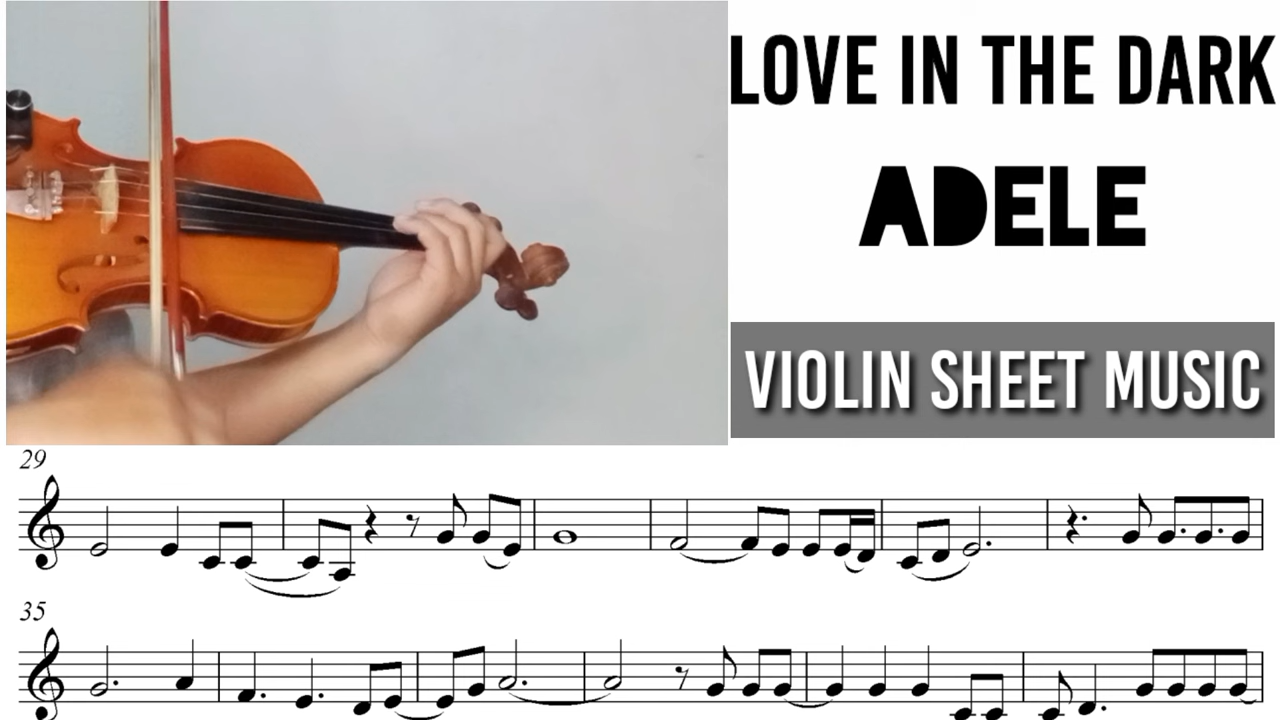 LOVE IN THE DARK
ADELE
VIOLIN SHEET MUSIC
29
35